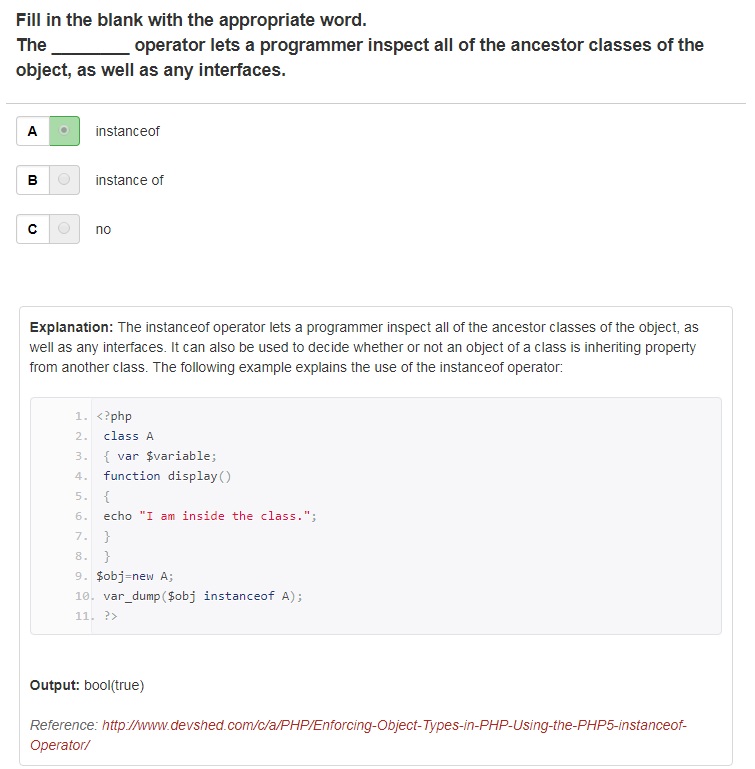 Fill in the blank with the appropriate word.
The _________ operator lets a programmer inspect all of the ancestor classes of the
object, as well as any interfaces.
A instanceof
B instance of
C no
Explanation: The instanceof operator lets a programmer inspect all of the ancestor classes of the object, as
well as any interfaces. It can also be used to decide whether or not an object of a class is inheriting property
from another class. The following example explains the use of the instanceof operator:
1. <?php
2. class A
3. { var $variable;
4. function display()
5. {
6. echo "I am inside the class.";
7. }
8. }
9. $obj=new A;
10. var_dump($obj instanceof A);
11. ?>
Output: bool(true)
Reference: http://www.devshed.com/c/a/PHP/Enforcing-Object-Types-in-PHP-Using-the-PHP5-instanceof-
Operator/